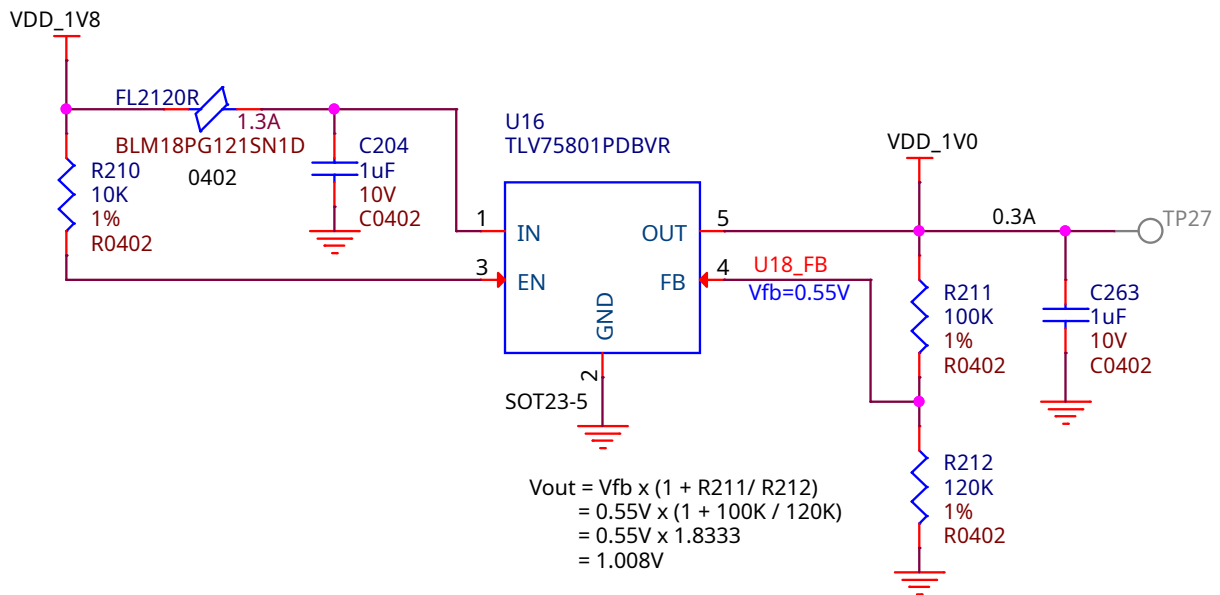 VDD_1V8
FL2120R
1.3A
BLM18PG121SN1D
0402
R210
10K
1%
R0402
C204
1uF
10V
C0402
U16
TLV75801PDBVR
1
IN
3
EN
GND
2
OUT
5
FB
4
SOT23-5
U18_FB
Vfb=0.55V
VDD_1V0
0.3A
TP27
R211
100K
1%
R0402
C263
1uF
10V
C0402
R212
120K
1%
R0402
Vout = Vfb x (1 + R211/ R212)
= 0.55V x (1 + 100K / 120K)
= 0.55V x 1.8333
= 1.008V